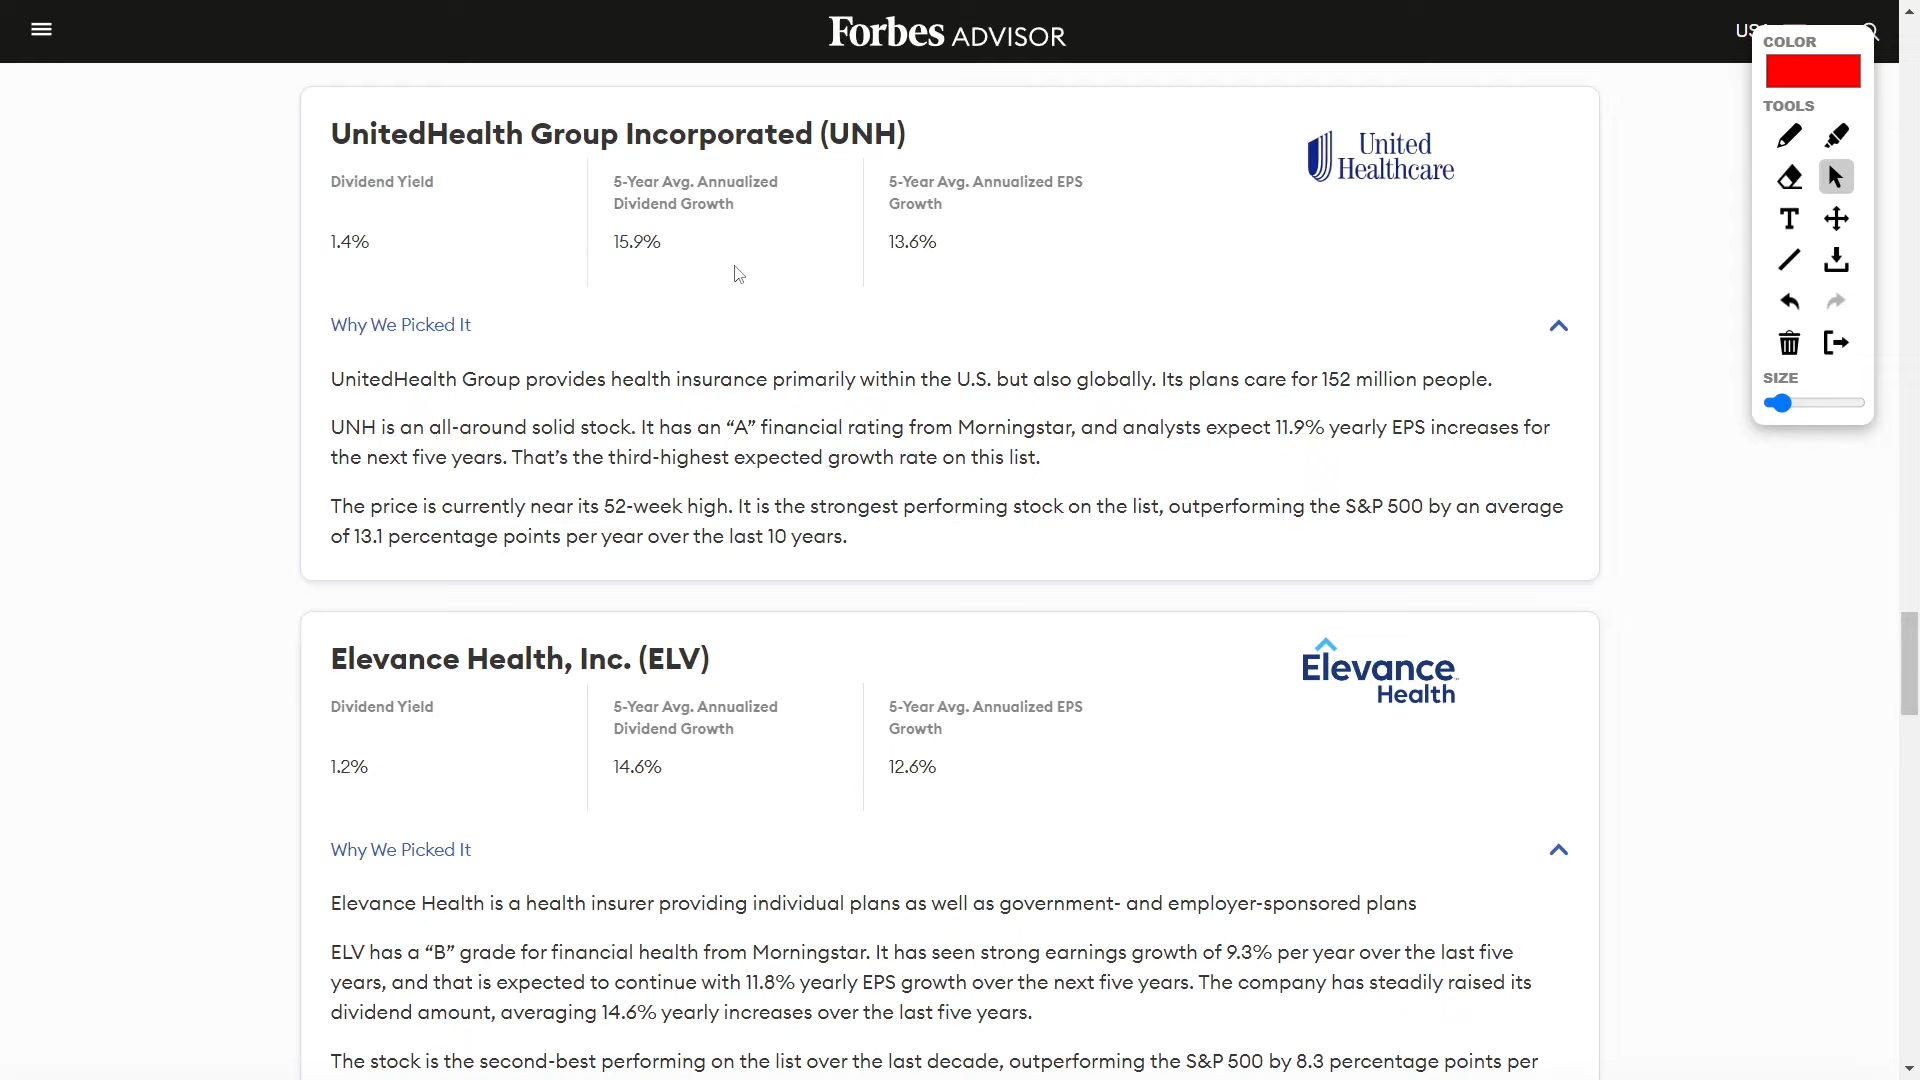 Forbes ADVISOR
COLOR
TOOLS
T
SIZE
UnitedHealth Group Incorporated (UNH)
United
Healthcare
Dividend Yield
5-Year Avg. Annualized
Dividend Growth
5-Year Avg. Annualized EPS
Growth
1.4%
15.9%
13.6%
Why We Picked It
UnitedHealth Group provides health insurance primarily within the U.S. but also globally. Its plans care for 152 million people.
UNH is an all-around solid stock. It has an “A” financial rating from Morningstar, and analysts expect 11.9% yearly EPS increases for
the next five years. That’s the third-highest expected growth rate on this list.
The price is currently near its 52-week high. It is the strongest performing stock on the list, outperforming the S&P 500 by an average
of 13.1 percentage points per year over the last 10 years.
Elevance Health, Inc. (ELV)
Elevance
Health
Dividend Yield
5-Year Avg. Annualized
Dividend Growth
5-Year Avg. Annualized EPS
Growth
1.2%
14.6%
12.6%
Why We Picked It
Elevance Health is a health insurer providing individual plans as well as government- and employer-sponsored plans
ELV has a “B” grade for financial health from Morningstar. It has seen strong earnings growth of 9.3% per year over the last five
years, and that is expected to continue with 11.8% yearly EPS growth over the next five years. The company has steadily raised its
dividend amount, averaging 14.6% yearly increases over the last five years.
The stock is the second-best performing on the list over the last decade, outperforming the S&P 500 by 8.3 percentage points per